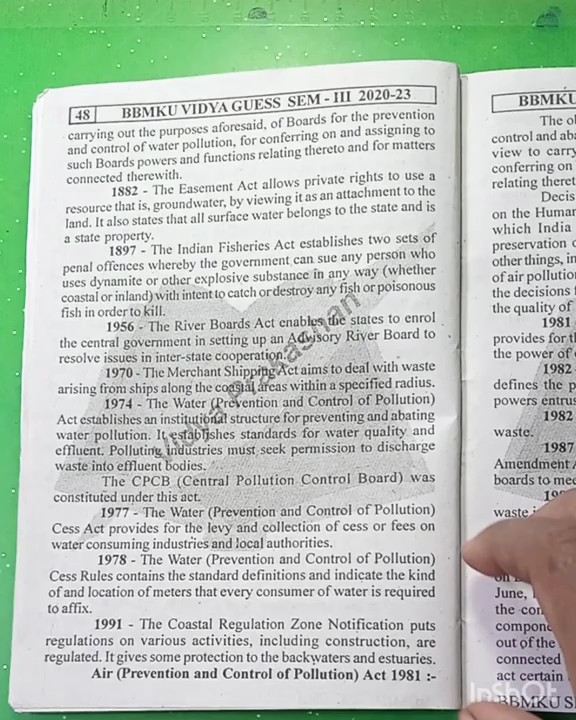 48 BBMKU VIDYA GUESS SEM - III 2020-23
carrying out the purposes aforesaid, of Boards for the prevention
and control of water pollution, for conferring on and assigning to
such Boards powers and functions relating thereto and for matters
connected therewith.
1882 - The Easement Act allows private rights to use a
resource that is, groundwater, by viewing it as an attachment to the
land. It also states that all surface water belongs to the state and is
a state property.
1897 - The Indian Fisheries Act establishes two sets of
penal offences whereby the government can sue any person who
uses dynamite or other explosive substance in any way (whether
coastal or inland) with intent to catch or destroy any fish or poisonous
fish in order to kill.
1956 - The River Boards Act enables the states to enrol
the central government in setting up an Advisory River Board to
resolve issues in inter-state cooperation.
1970 - The Merchant Shipping Act aims to deal with waste
arising from ships along the coastal areas within a specified radius.
1974 - The Water (Prevention and Control of Pollution)
Act establishes an institutional structure for preventing and abating
water pollution. It establishes standards for water quality and
effluent. Polluting industries must seek permission to discharge
waste into effluent bodies.
The CPCB (Central Pollution Control Board) was
constituted under this act.
1977 - The Water (Prevention and Control of Pollution)
Cess Act provides for the levy and collection of cess or fees on
water consuming industries and local authorities.
1978 - The Water (Prevention and Control of Pollution)
Cess Rules contains the standard definitions and indicate the kind
of and location of meters that every consumer of water is required
to affix.
1991 - The Coastal Regulation Zone Notification puts
regulations on various activities, including construction, are
regulated. It gives some protection to the backwaters and estuaries.
Air (Prevention and Control of Pollution) Act 1981 :-
Vidya Prakashan
BBMKU
The
control and
view to carry
conferring on
relating
on the
which India
preservation
other things, in
of air
the decisions
the quality of
1981
provides for
the power of
1982
defines the
powers
1982
waste.
1987
Amendment
boards to
waste
June,
the
out of the
connected
act certain
BBMKU
InShOt